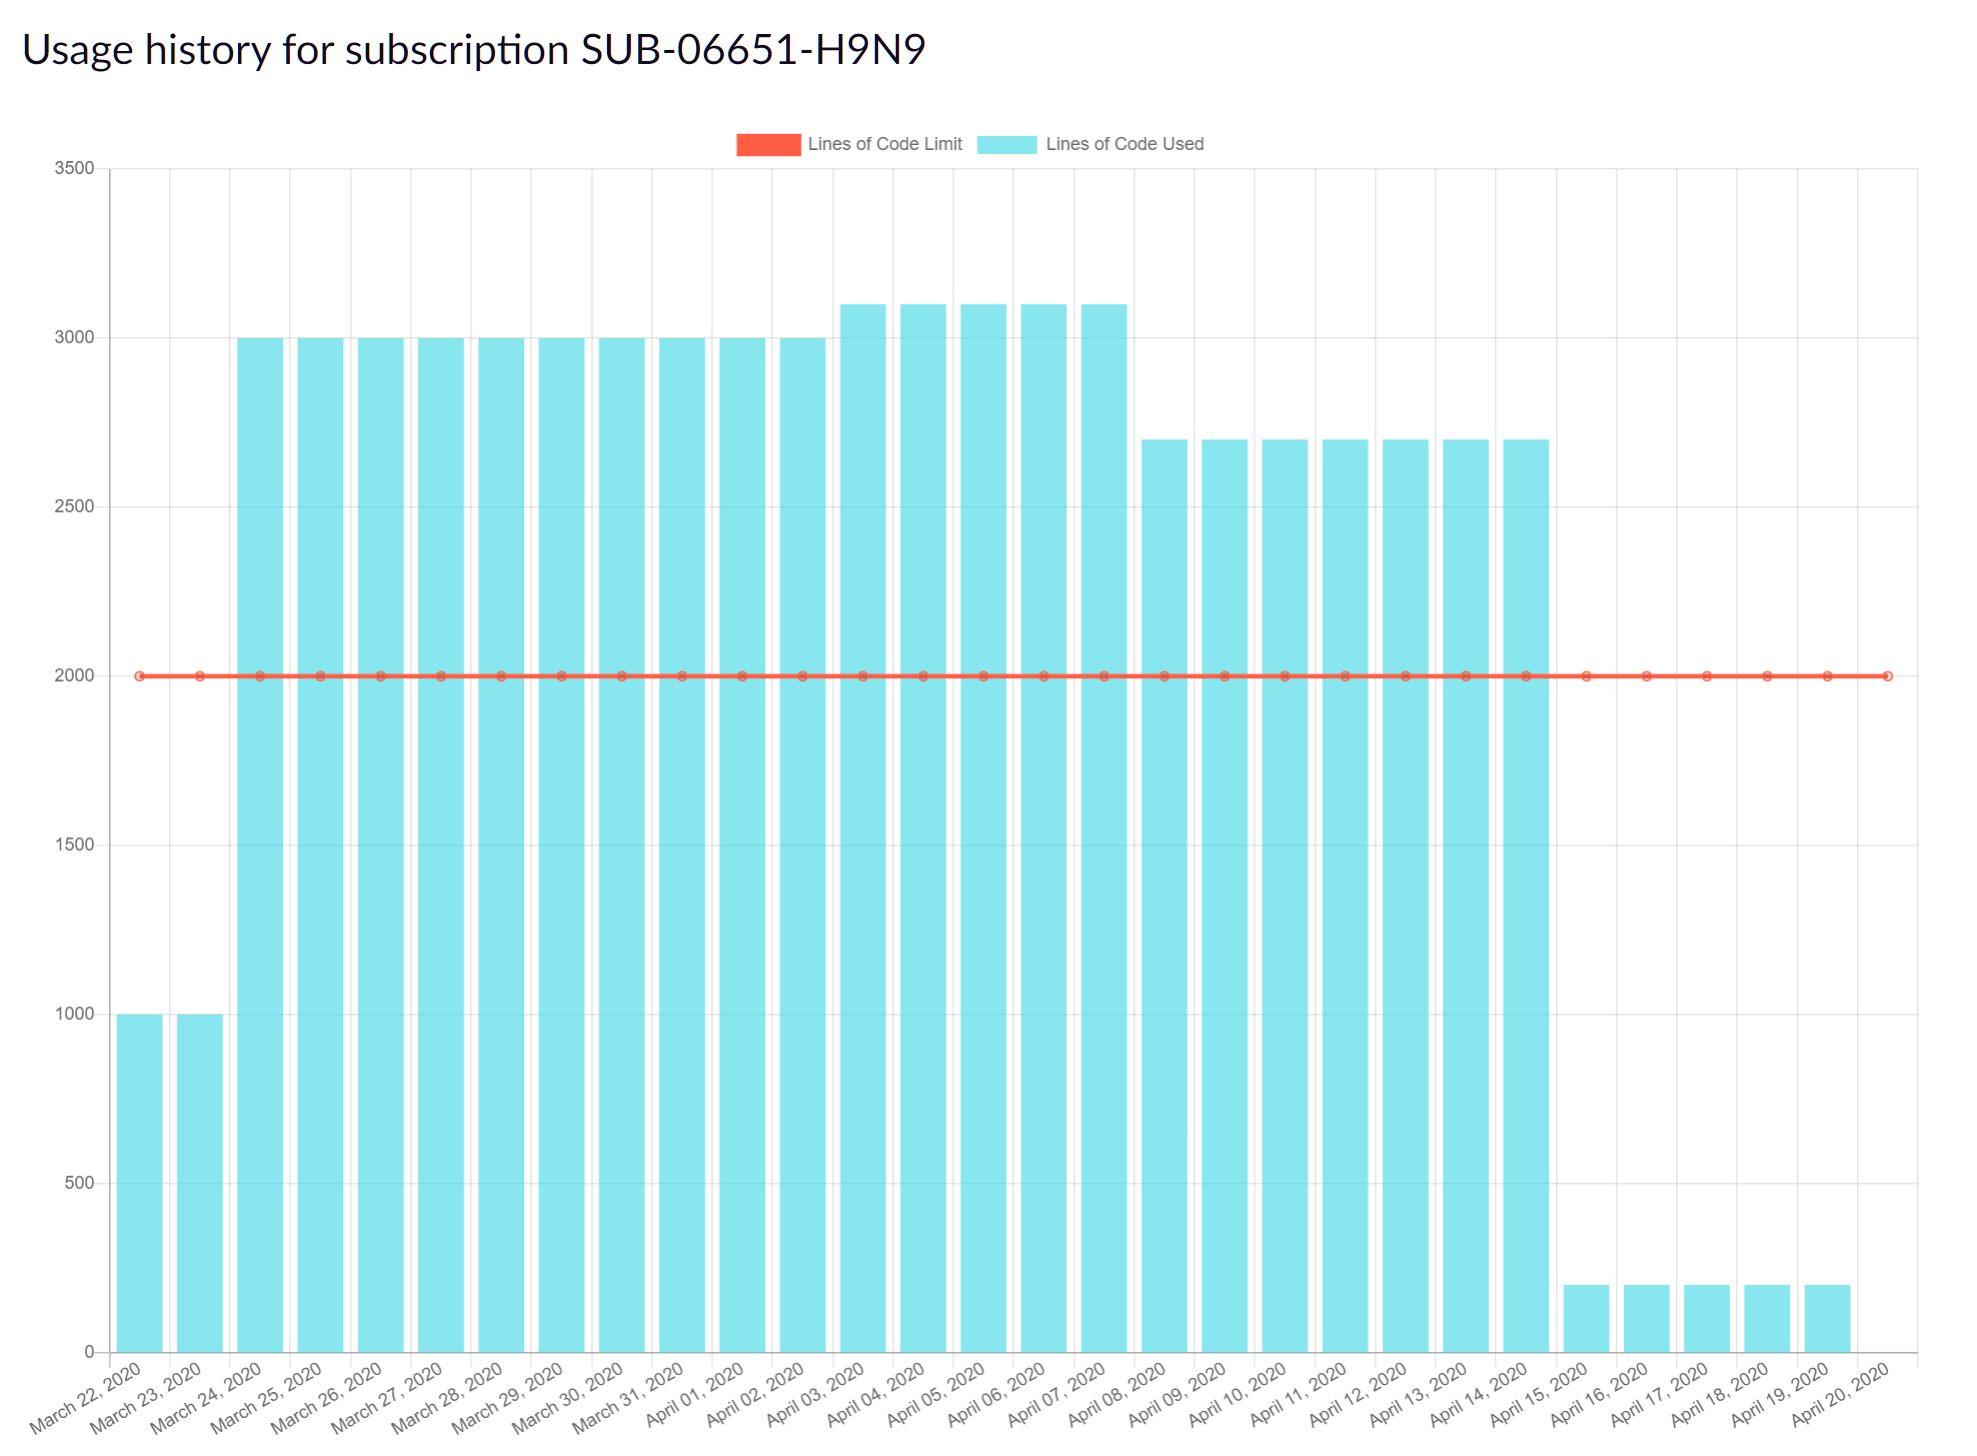 Usage history for subscription SUB-06651-H9N9
Lines of Code Limit
Lines of Code Used
3500
3000
2500
2000
1500
1000
500
0
March 22, 2020
March 23, 2020
March 24, 2020
March 25, 2020
March 26, 2020
March 27, 2020
March 28, 2020
March 29, 2020
March 30, 2020
March 31, 2020
April 01, 2020
April 02, 2020
April 03, 2020
April 04, 2020
April 05, 2020
April 06, 2020
April 07, 2020
April 08, 2020
April 09, 2020
April 10, 2020
April 11, 2020
April 12, 2020
April 13, 2020
April 14, 2020
April 15, 2020
April 16, 2020
April 17, 2020
April 18, 2020
April 19, 2020
April 20, 2020